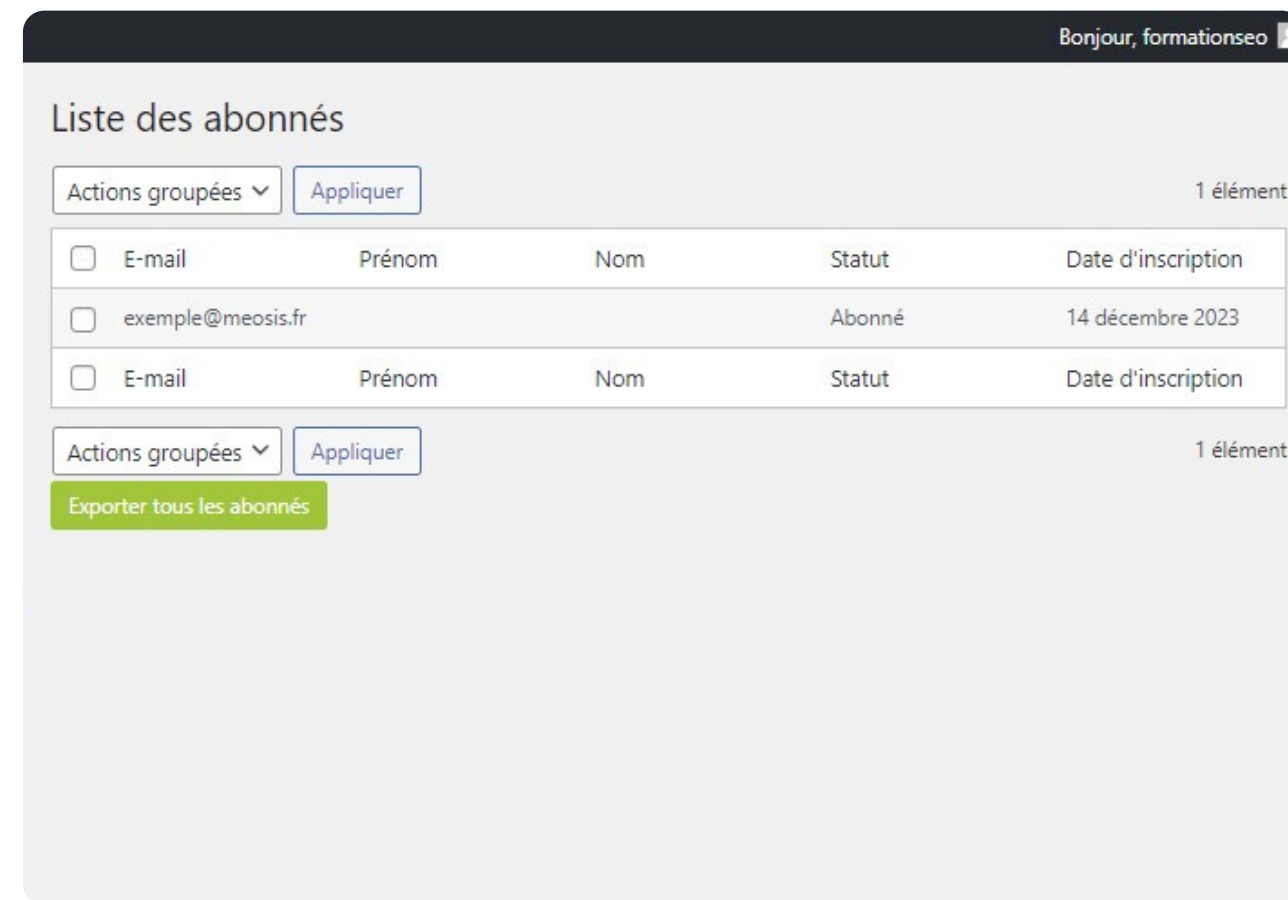 Bonjour, formationseo
Liste des abonnés
Actions groupées Appliquer 1 élément
E-mail Prénom Nom Statut Date d'inscription
exemple@meosis.fr Abonné 14 décembre 2023
E-mail Prénom Nom Statut Date d'inscription
Actions groupées Appliquer 1 élément
Exporter tous les abonnés